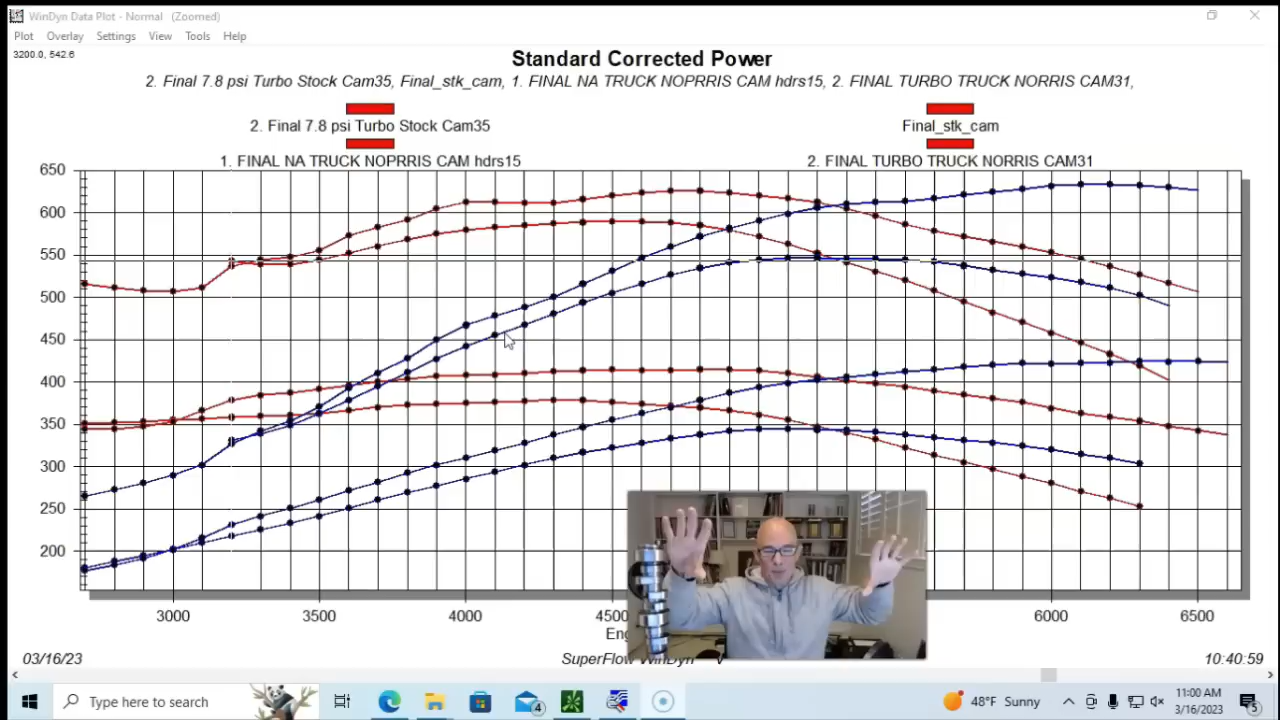 WinDyn Data Plot - Normal (Zoomed)
Plot Overlay Settings View Tools Help
3200.0, 542.6
Standard Corrected Power
2. Final 7.8 psi Turbo Stock Cam35, Final_stk_cam, 1. FINAL NA TRUCK NOPRRIS CAM hdrs15, 2. FINAL TURBO TRUCK NORRIS CAM31,
2. Final 7.8 psi Turbo Stock Cam35
Final_stk_cam
1. FINAL NA TRUCK NOPRRIS CAM hdrs15
2. FINAL TURBO TRUCK NORRIS CAM31
650
600
550
500
450
400
350
300
250
200
3000 3500 4000 4500 6000 6500
Eng
03/16/23 SuperFlow WinDyn V 10:40:59
Type here to search
4
48°F Sunny
11:00 AM
3/16/2023
5